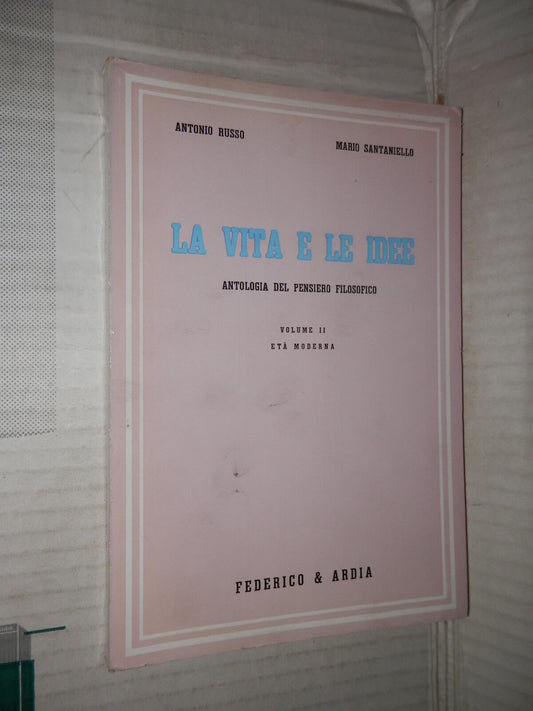 ANTONIO RUSSO
MARIO SANTANIELLO
LA VITA E LE IDEE
ANTOLOGIA DEL PENSIERO FILOSOFICO
VOLUME II
ETÀ MODERNA
FEDERICO & ARDIA